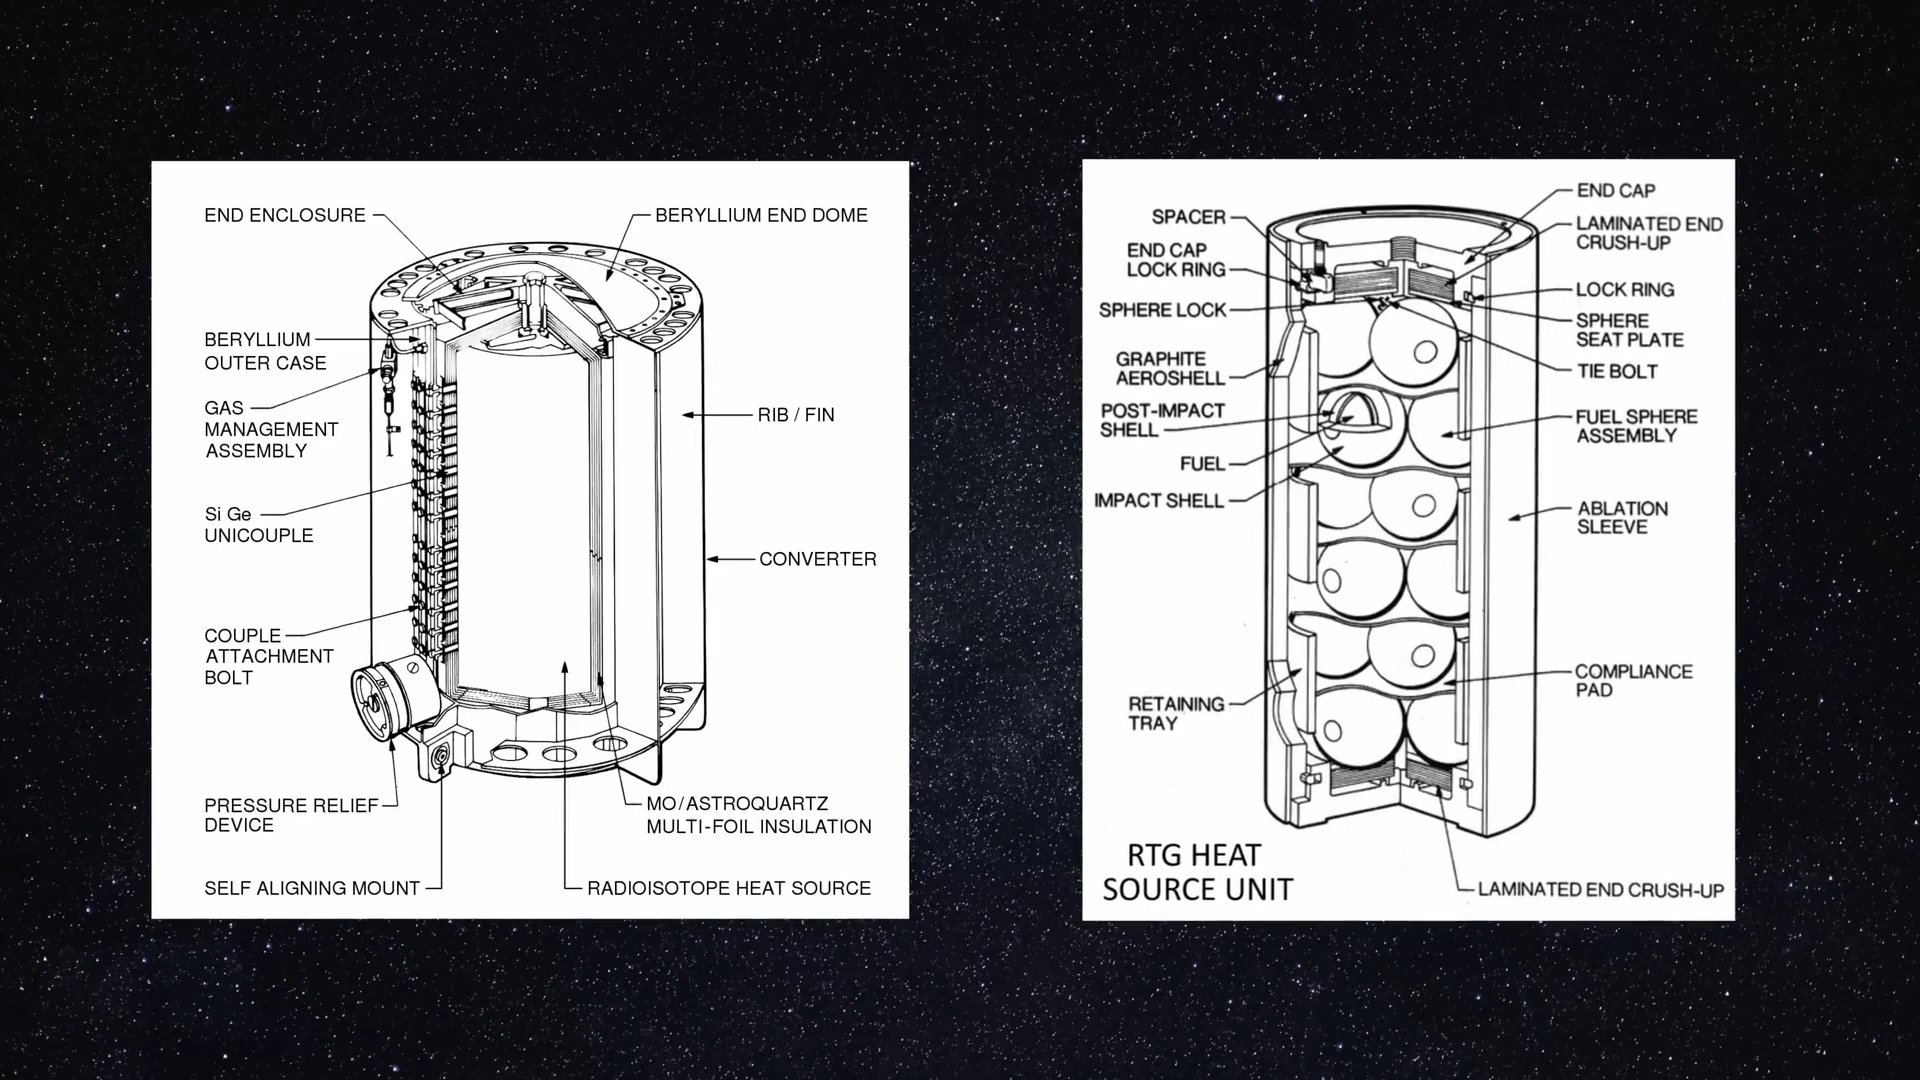 END ENCLOSURE
BERYLLIUM END DOME
BERYLLIUM
OUTER CASE
GAS
MANAGEMENT
ASSEMBLY
RIB / FIN
Si Ge
UNICOUPLE
CONVERTER
COUPLE
ATTACHMENT
BOLT
PRESSURE RELIEF
DEVICE
MO/ASTROQUARTZ
MULTI-FOIL INSULATION
SELF ALIGNING MOUNT
RADIOISOTOPE HEAT SOURCE
SPACER
END CAP
LOCK RING
SPHERE LOCK
GRAPHITE
AEROSHELL
POST-IMPACT
SHELL
FUEL
IMPACT SHELL
RETAINING
TRAY
END CAP
LAMINATED END
CRUSH-UP
LOCK RING
SPHERE
SEAT PLATE
TIE BOLT
FUEL SPHERE
ASSEMBLY
ABLATION
SLEEVE
COMPLIANCE
PAD
LAMINATED END CRUSH-UP
RTG HEAT
SOURCE UNIT